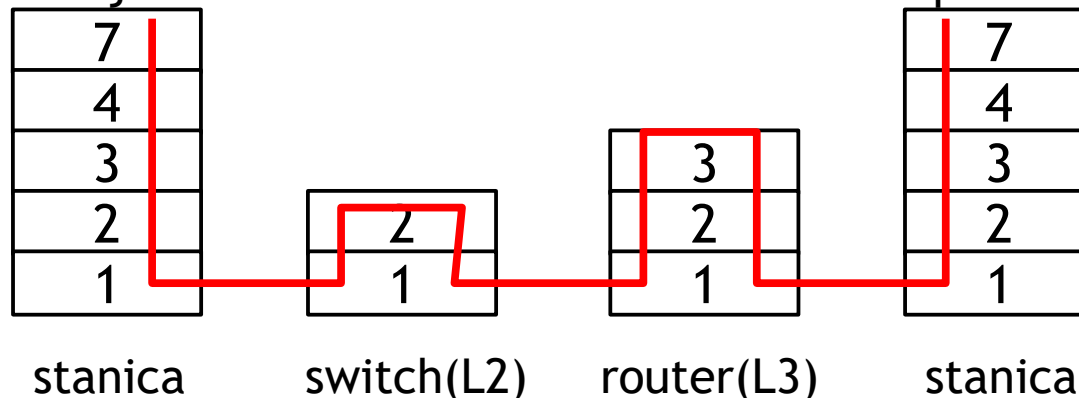 7 7
4 4
3 3 3
2 2 2 2
1 1 1 1
stanica switch(L2) router(L3) stanica